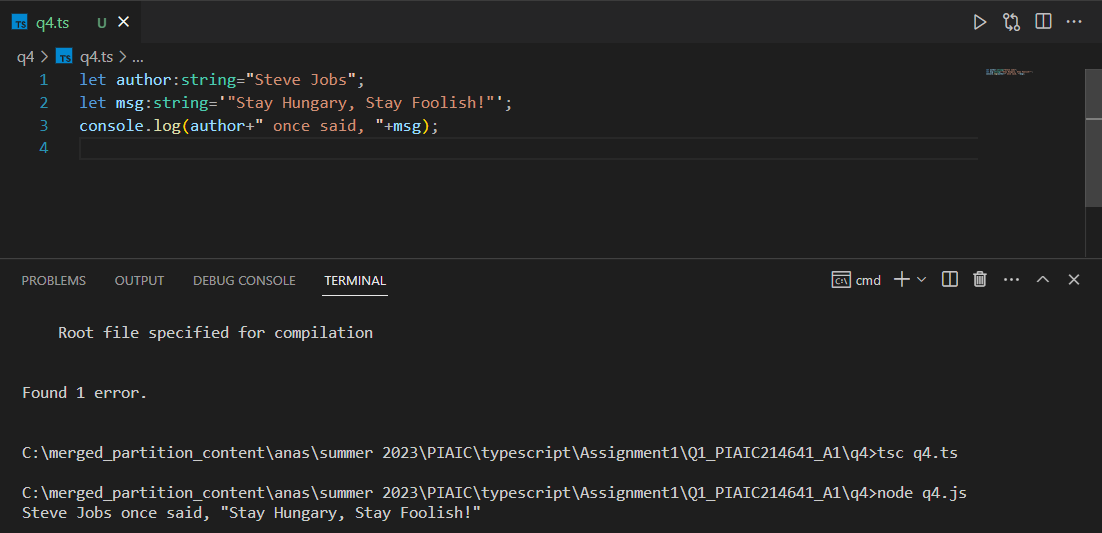 TS q4.ts U
q4 > TS q4.ts > ...
1 let author:string="Steve Jobs";
2 let msg:string='"Stay Hungary, Stay Foolish!"';
3 console.log(author+" once said, "+msg);
4
PROBLEMS OUTPUT DEBUG CONSOLE TERMINAL cmd
Root file specified for compilation
Found 1 error.
C:\merged_partition_content\anas\summer 2023\PIAIC\typescript\Assignment1\Q1_PIAIC214641_A1\q4>tsc q4.ts
C:\merged_partition_content\anas\summer 2023\PIAIC\typescript\Assignment1\Q1_PIAIC214641_A1\q4>node q4.js
Steve Jobs once said, "Stay Hungary, Stay Foolish!"